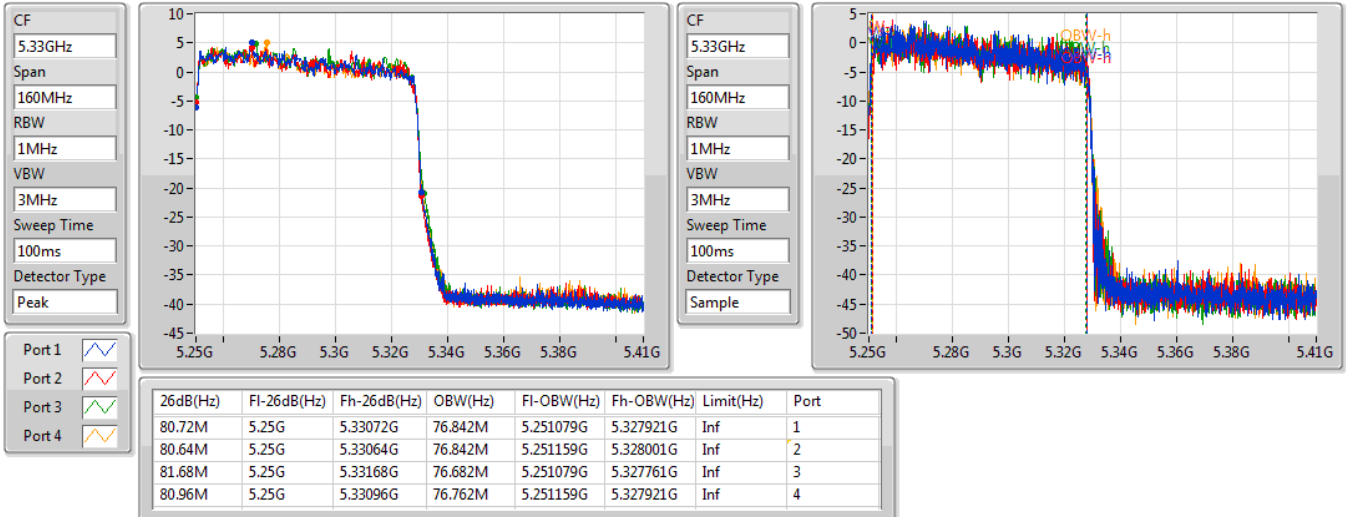 CF
5.33GHz
Span
160MHz
RBW
1MHz
VBW
3MHz
Sweep Time
100ms
Detector Type
Peak
10
5
0
-5
-10
-15
-20
-25
-30
-35
-40
-45
5.25G 5.28G 5.3G 5.32G 5.34G 5.36G 5.38G 5.41G
CF
5.33GHz
Span
160MHz
RBW
1MHz
VBW
3MHz
Sweep Time
100ms
Detector Type
Sample
5
0
-5
-10
-15
-20
-25
-30
-35
-40
-45
-50
OBW-h
OBW-h
5.25G 5.28G 5.3G 5.32G 5.34G 5.36G 5.38G 5.41G
Port 1
Port 2
Port 3
Port 4
26dB(Hz) Fl-26dB(Hz) Fh-26dB(Hz) OBW(Hz) Fl-OBW(Hz) Fh-OBW(Hz) Limit(Hz) Port
80.72M 5.25G 5.33072G 76.842M 5.251079G 5.327921G Inf 1
80.64M 5.25G 5.33064G 76.842M 5.251159G 5.328001G Inf 2
81.68M 5.25G 5.33168G 76.682M 5.251079G 5.327761G Inf 3
80.96M 5.25G 5.33096G 76.762M 5.251159G 5.327921G Inf 4